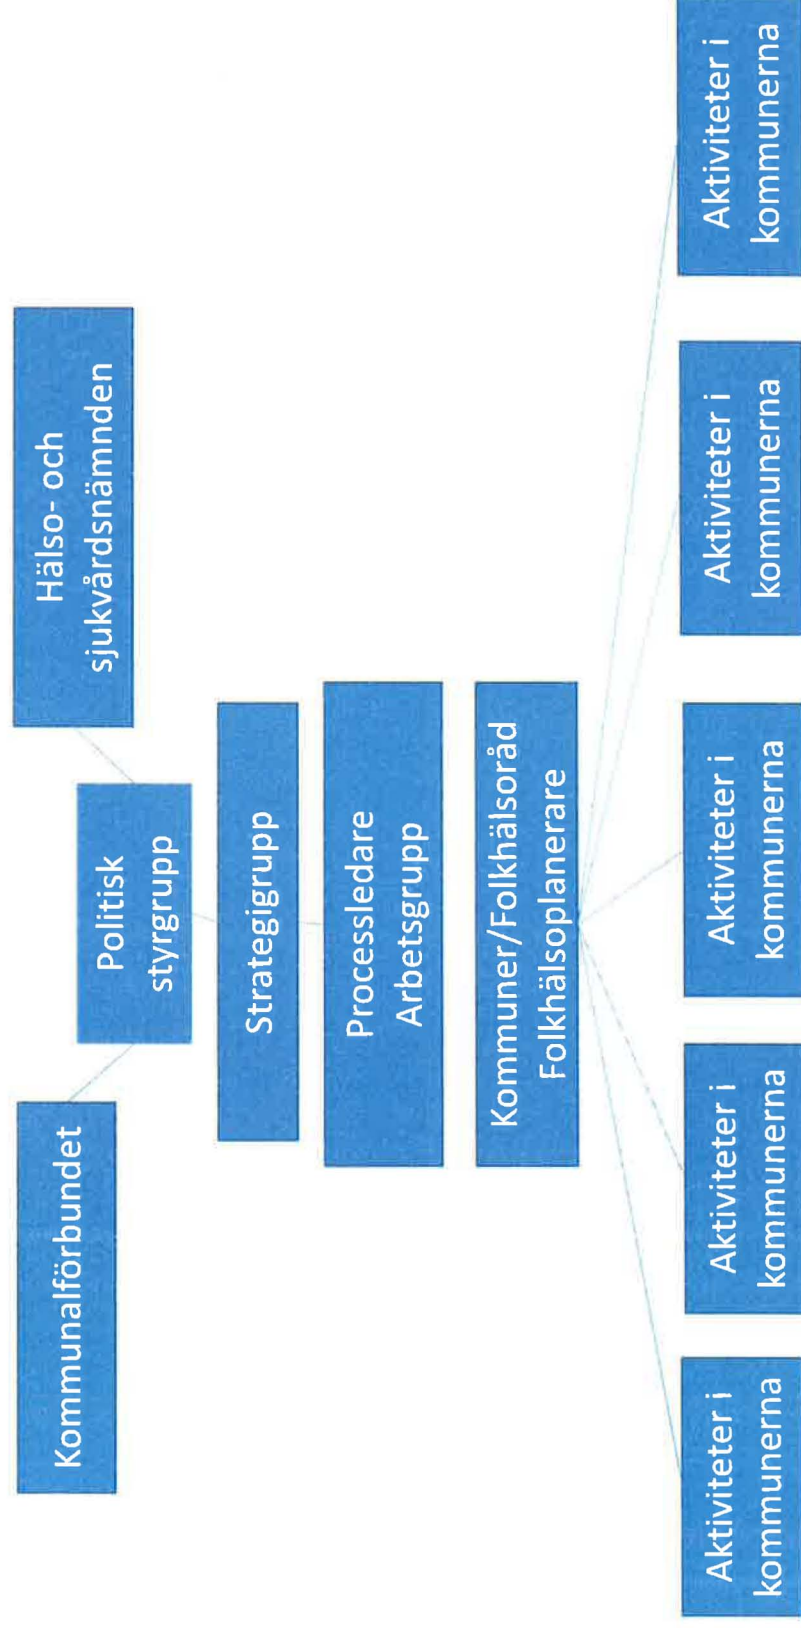 Kommunalförbundet
Hälso- och
sjukvårdsnämnden
Politisk
styrgrupp
Strategigrupp
Processledare
Arbetsgrupp
Kommuner/Folkhälsoråd
Folkhälsoplanerare
Aktiviteter i
kommunerna
Aktiviteter i
kommunerna
Aktiviteter i
kommunerna
Aktiviteter i
kommunerna
Aktiviteter i
kommunerna